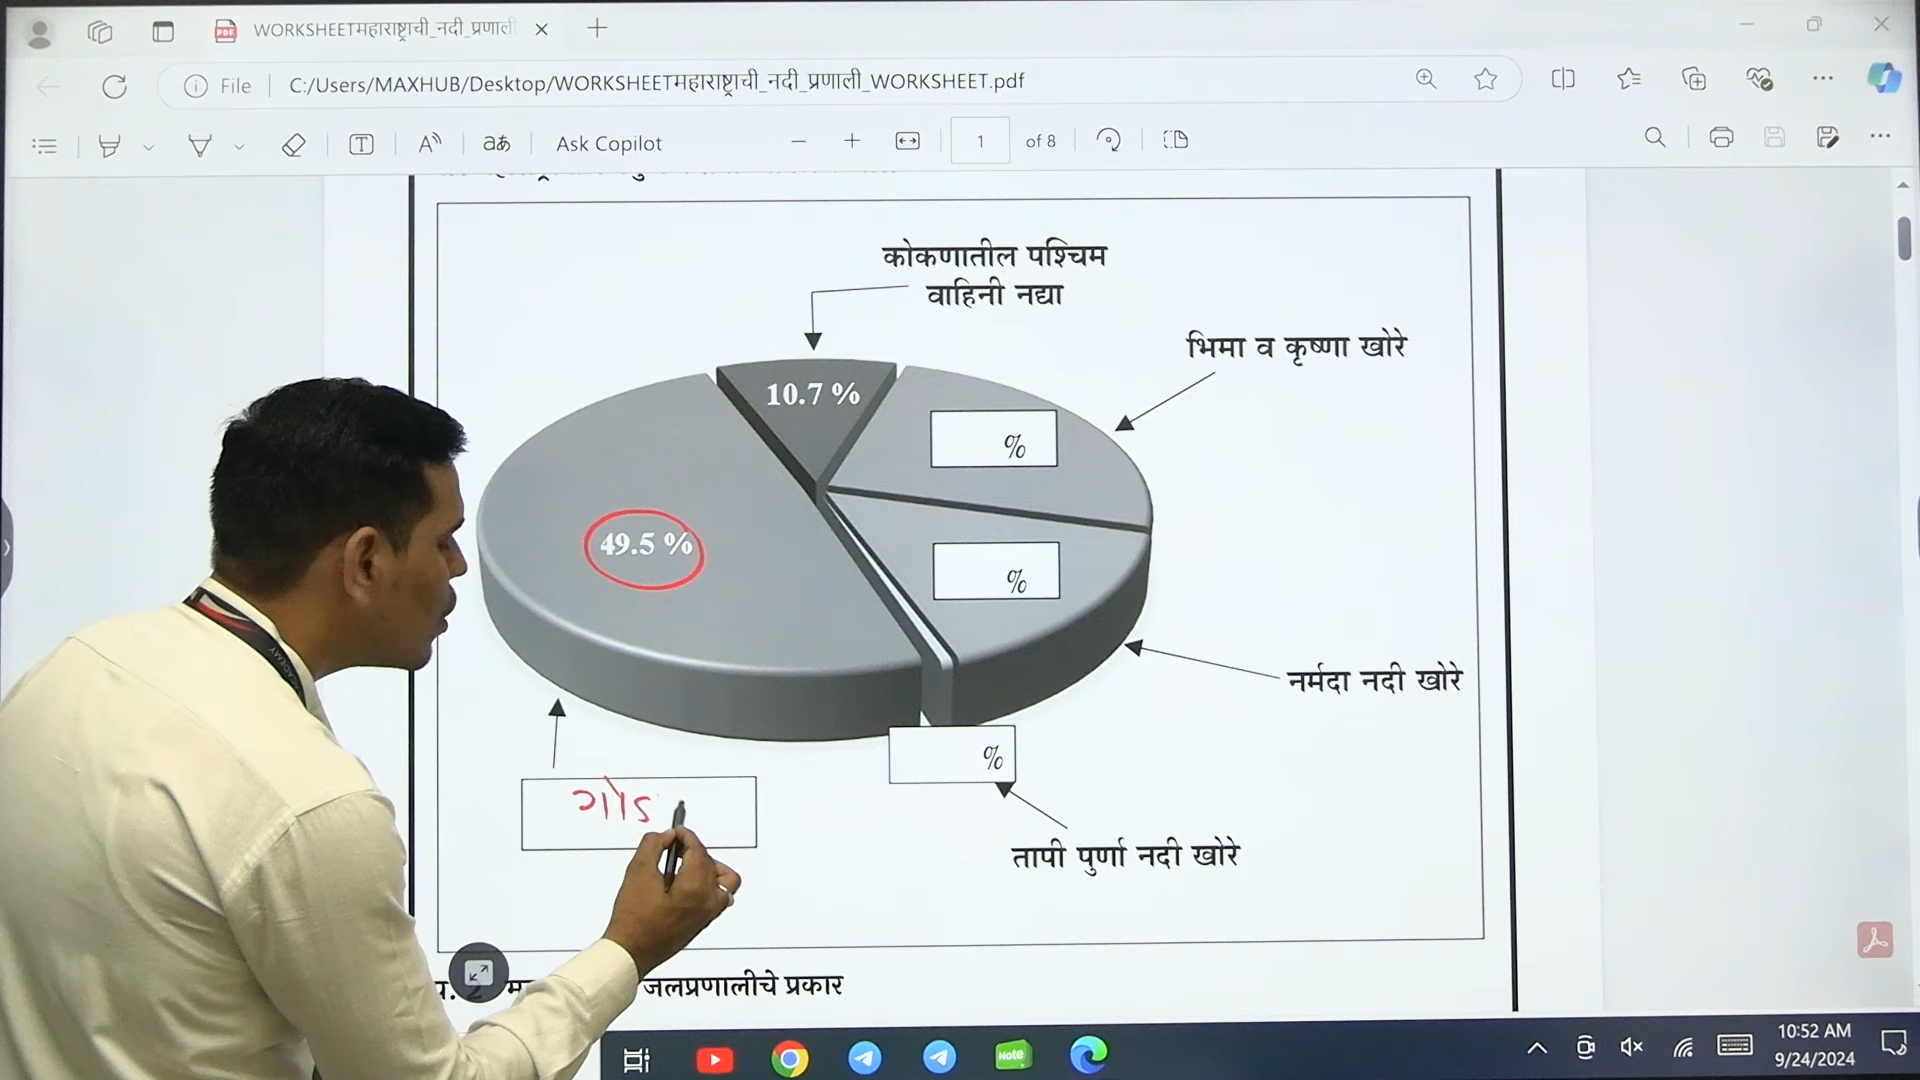 WORKSHEETमहाराष्ट्राची_नदी_प्रणाली
File
C:/Users/MAXHUB/Desktop/WORKSHEETमहाराष्ट्राची_नदी_प्रणाली_WORKSHEET.pdf
Ask Copilot
1 of 8
कोकणातील पश्चिम
वाहिनी नद्या
भिमा व कृष्णा खोरे
10.7 %
%
49.5 %
%
नर्मदा नदी खोरे
%
तापी पुर्णा नदी खोरे
जलप्रणालीचे प्रकार
Note
10:52 AM
9/24/2024